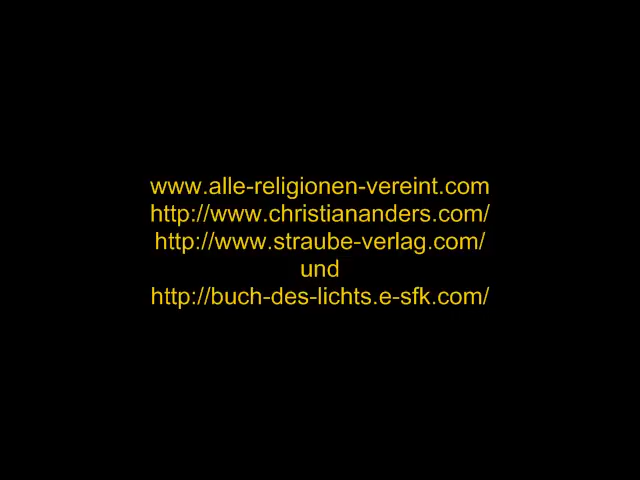 www.alle-religionen-vereint.com
http://www.christiananders.com/
http://www.straube-verlag.com/
und
http://buch-des-lichts.e-sfk.com/